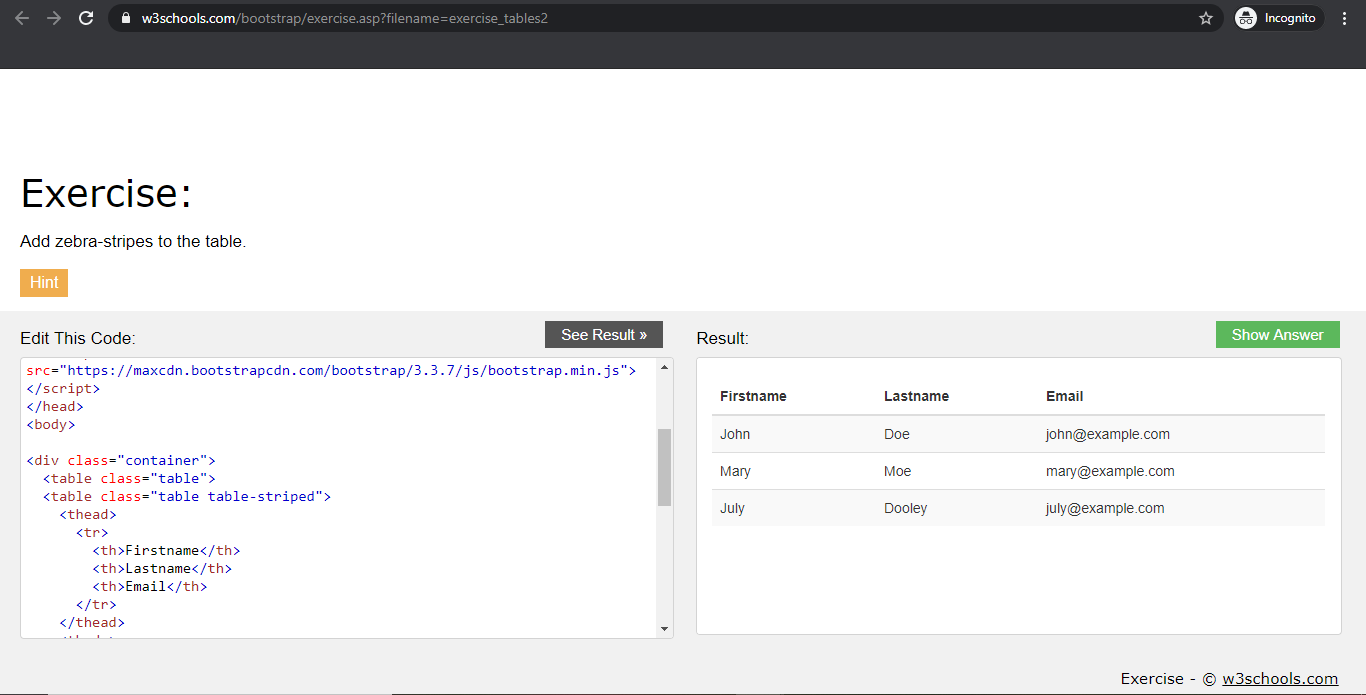 w3schools.com/bootstrap/exercise.asp?filename=exercise_tables2
Incognito
Exercise:
Add zebra-stripes to the table.
Hint
Edit This Code:
See Result »
src="https://maxcdn.bootstrapcdn.com/bootstrap/3.3.7/js/bootstrap.min.js">
</script>
</head>
<body>
<div class="container">
<table class="table">
<table class="table table-striped">
<thead>
<tr>
<th>Firstname</th>
<th>Lastname</th>
<th>Email</th>
</tr>
</thead>
Result:
Show Answer
Firstname Lastname Email
John Doe john@example.com
Mary Moe mary@example.com
July Dooley july@example.com
Exercise - © w3schools.com